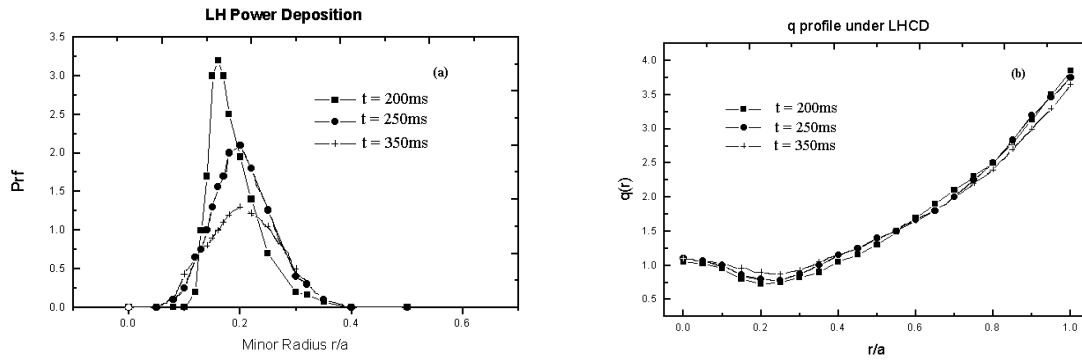 LH Power Deposition
3.5
3.0
2.5
2.0
1.5
1.0
0.5
0.0
Prf
(a)
t = 200ms
t = 250ms
t = 350ms
0.0
0.2
0.4
0.6
Minor Radius r/a
q profile under LHCD
4.0
3.5
3.0
2.5
2.0
1.5
1.0
0.5
q(r)
(b)
t = 200ms
t = 250ms
t = 350ms
0.0
0.2
0.4
0.6
0.8
1.0
r/a